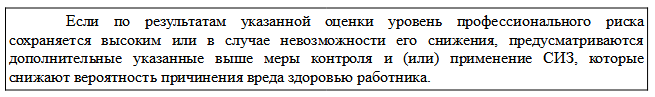 Если по результатам указанной оценки уровень профессионального риска
сохраняется высоким или в случае невозможности его снижения, предусматриваются
дополнительные указанные выше меры контроля и (или) применение СИЗ, которые
снижают вероятность причинения вреда здоровью работника.